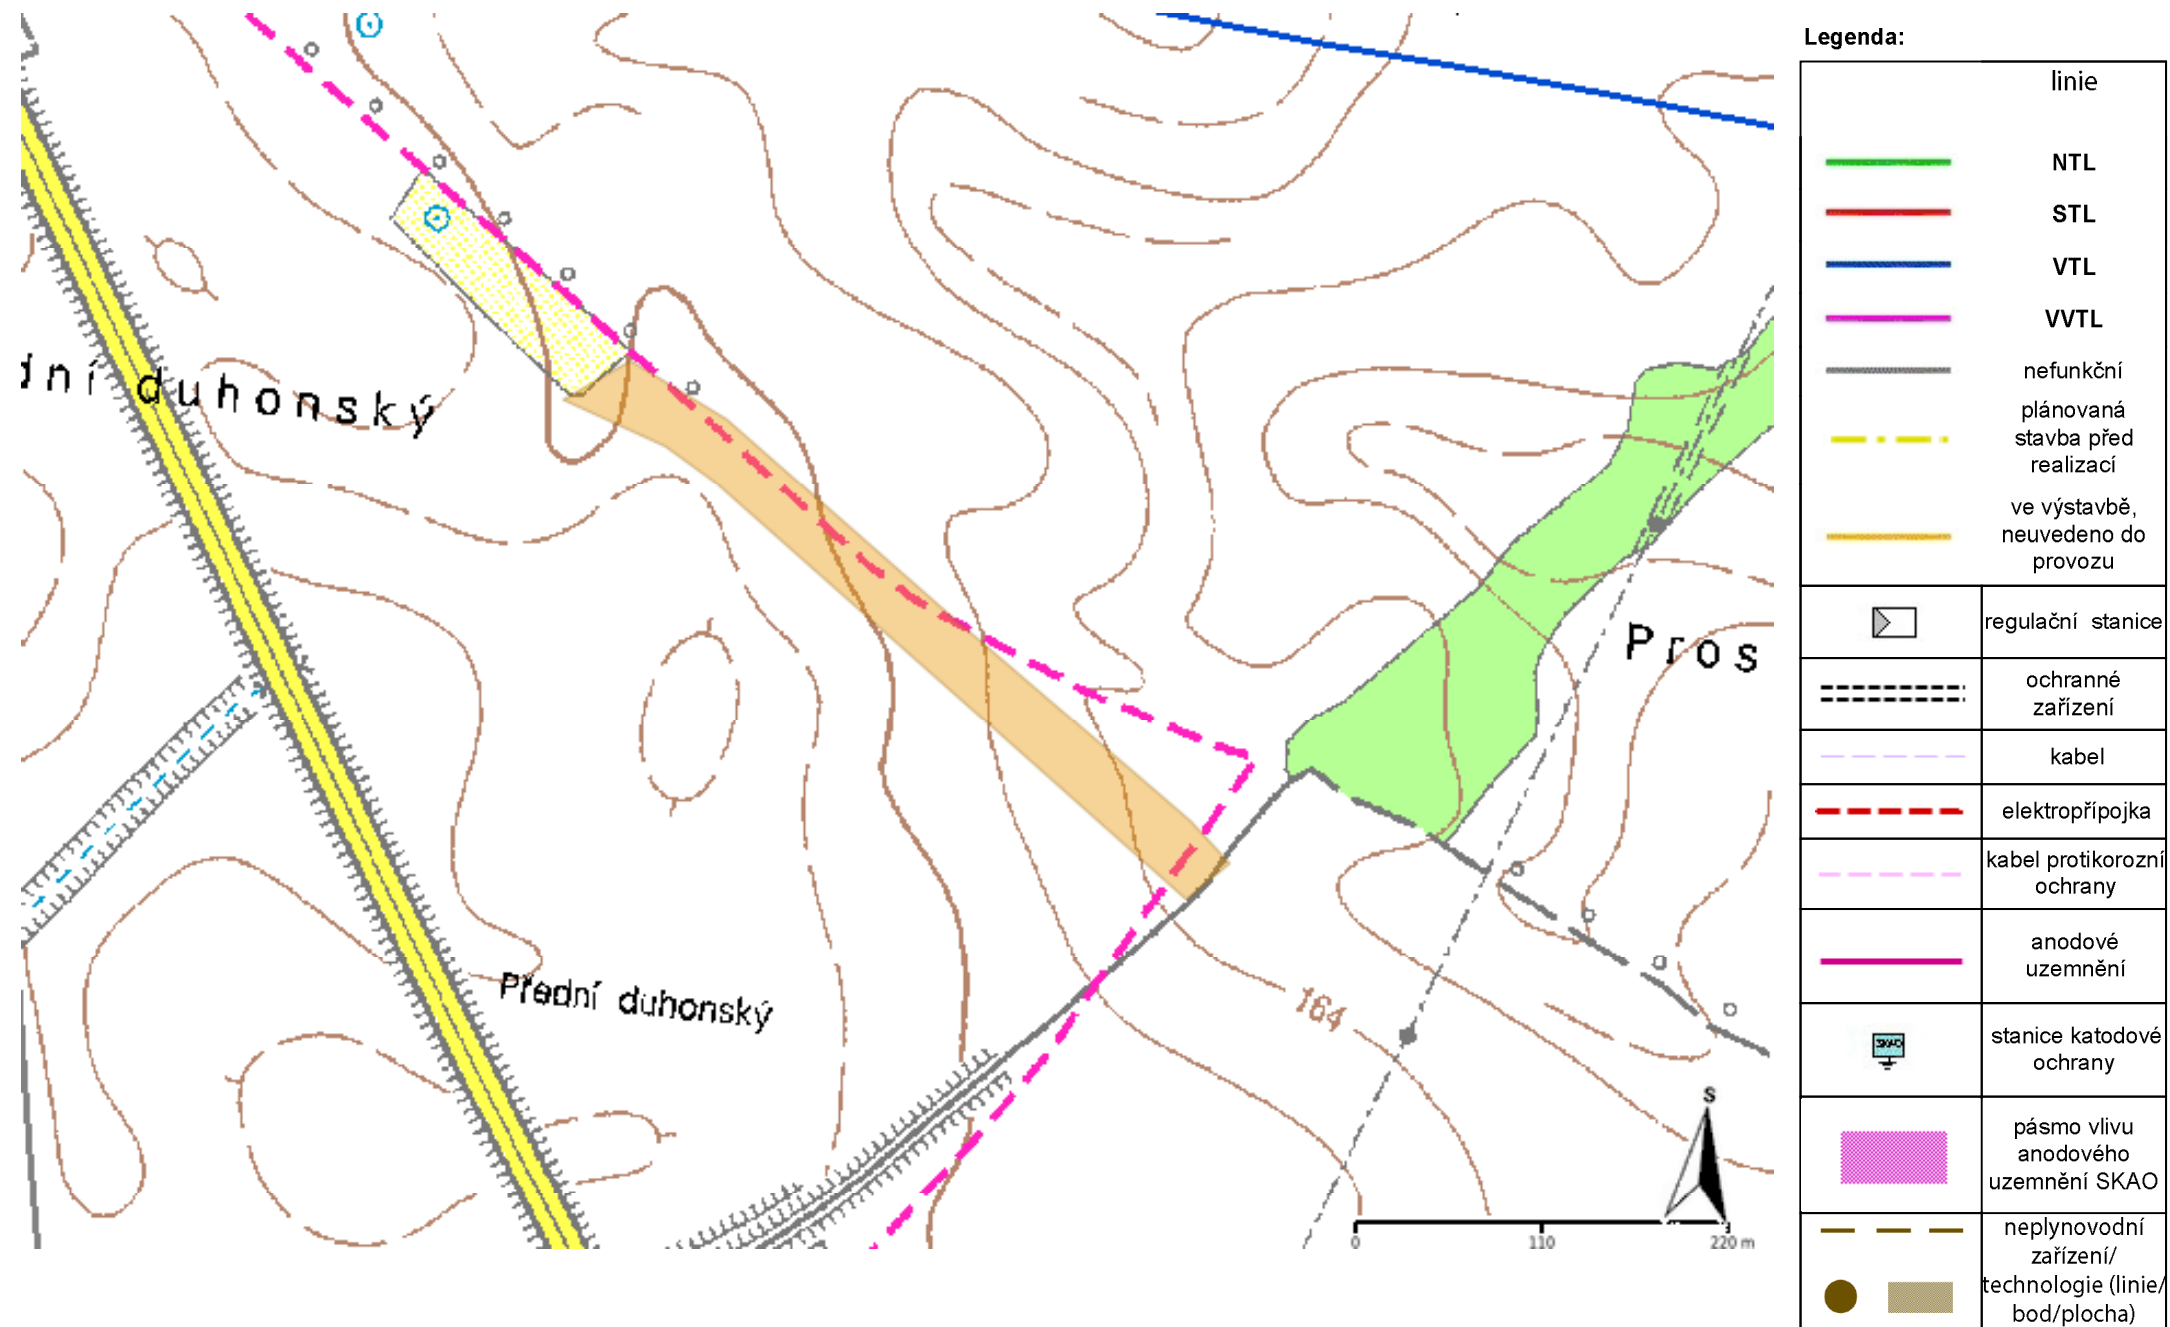 dní duhonský
Pros
Přední duhonský
164
S
0 110 220 m
Legenda:
linie
NTL
STL
VTL
VVTL
nefunkční
plánovaná
stavba před
realizací
ve výstavbě,
neuvedeno do
provozu
regulační stanice
ochranné
zařízení
kabel
elektropřípojka
kabel protikorozní
ochrany
anodové
uzemnění
SKAO
stanice katodové
ochrany
pásmo vlivu
anodového
uzemnění SKAO
neplynovodní
zařízení/
technologie (linie/
bod/plocha)